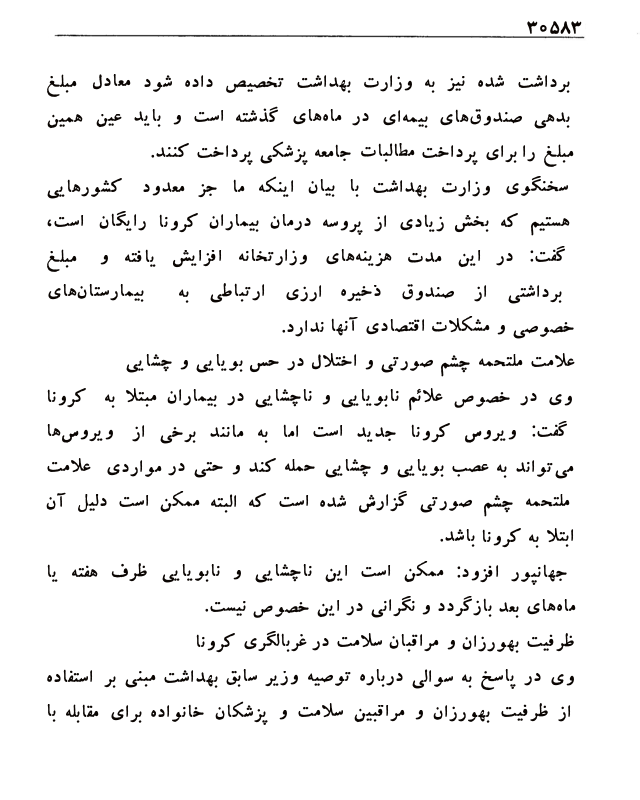 ۳۰۵۸۳
برداشت شده نیز به وزارت بهداشت تخصیص داده شود معادل مبلغ
بدهی صندوق‌های بیمه‌ای در ماه‌های گذشته است و باید عین همین
مبلغ را برای پرداخت مطالبات جامعه پزشکی پرداخت کنند.
سخنگوی وزارت بهداشت با بیان اینکه ما جز معدود کشورهایی
هستیم که بخش زیادی از پروسه درمان بیماران کرونا رایگان است،
گفت: در این مدت هزینه‌های وزارتخانه افزایش یافته و مبلغ
برداشتی از صندوق ذخیره ارزی ارتباطی به بیمارستان‌های
خصوصی و مشکلات اقتصادی آنها ندارد.
علامت ملتحمه چشم صورتی و اختلال در حس بویایی و چشایی
وی در خصوص علائم نابویایی و ناچشایی در بیماران مبتلا به کرونا
گفت: ویروس کرونا جدید است اما به مانند برخی از ویروس‌ها
می‌تواند به عصب بویایی و چشایی حمله کند و حتی در مواردی علامت
ملتحمه چشم صورتی گزارش شده است که البته ممکن است دلیل آن
ابتلا به کرونا باشد.
جهانپور افزود: ممکن است این ناچشایی و نابویایی ظرف هفته یا
ماه‌های بعد بازگردد و نگرانی در این خصوص نیست.
ظرفیت بهورزان و مراقبان سلامت در غربالگری کرونا
وی در پاسخ به سوالی درباره توصیه وزیر سابق بهداشت مبنی بر استفاده
از ظرفیت بهورزان و مراقبین سلامت و پزشکان خانواده برای مقابله با